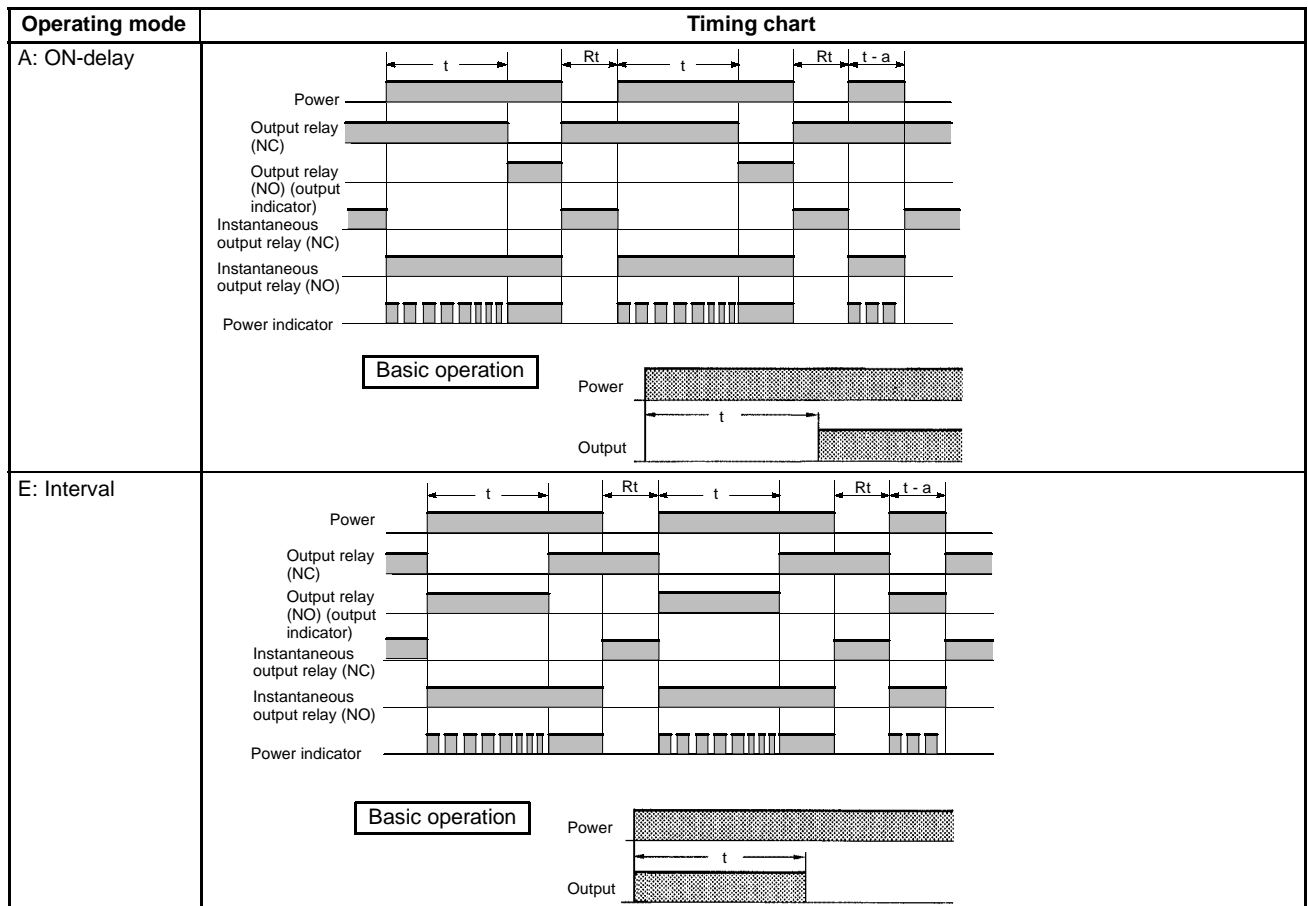 Operating mode
Timing chart
A: ON-delay
t
Rt
t
Rt
t - a
Power
Output relay
(NC)
Output relay
(NO) (output
indicator)
Instantaneous
output relay (NC)
Instantaneous
output relay (NO)
Power indicator
Basic operation
Power
t
Output
E: Interval
t
Rt
t
Rt
t - a
Power
Output relay
(NC)
Output relay
(NO) (output
indicator)
Instantaneous
output relay (NC)
Instantaneous
output relay (NO)
Power indicator
Basic operation
Power
t
Output